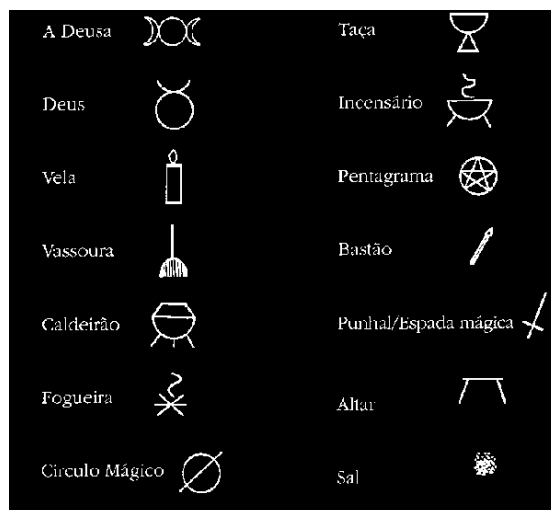 A Deusa
Deus
Vela
Vassoura
Caldeirão
Fogueira
Circulo Mágico
Taça
Incensário
Pentagrama
Bastão
Punhal/Espada mágica
Altar
Sal